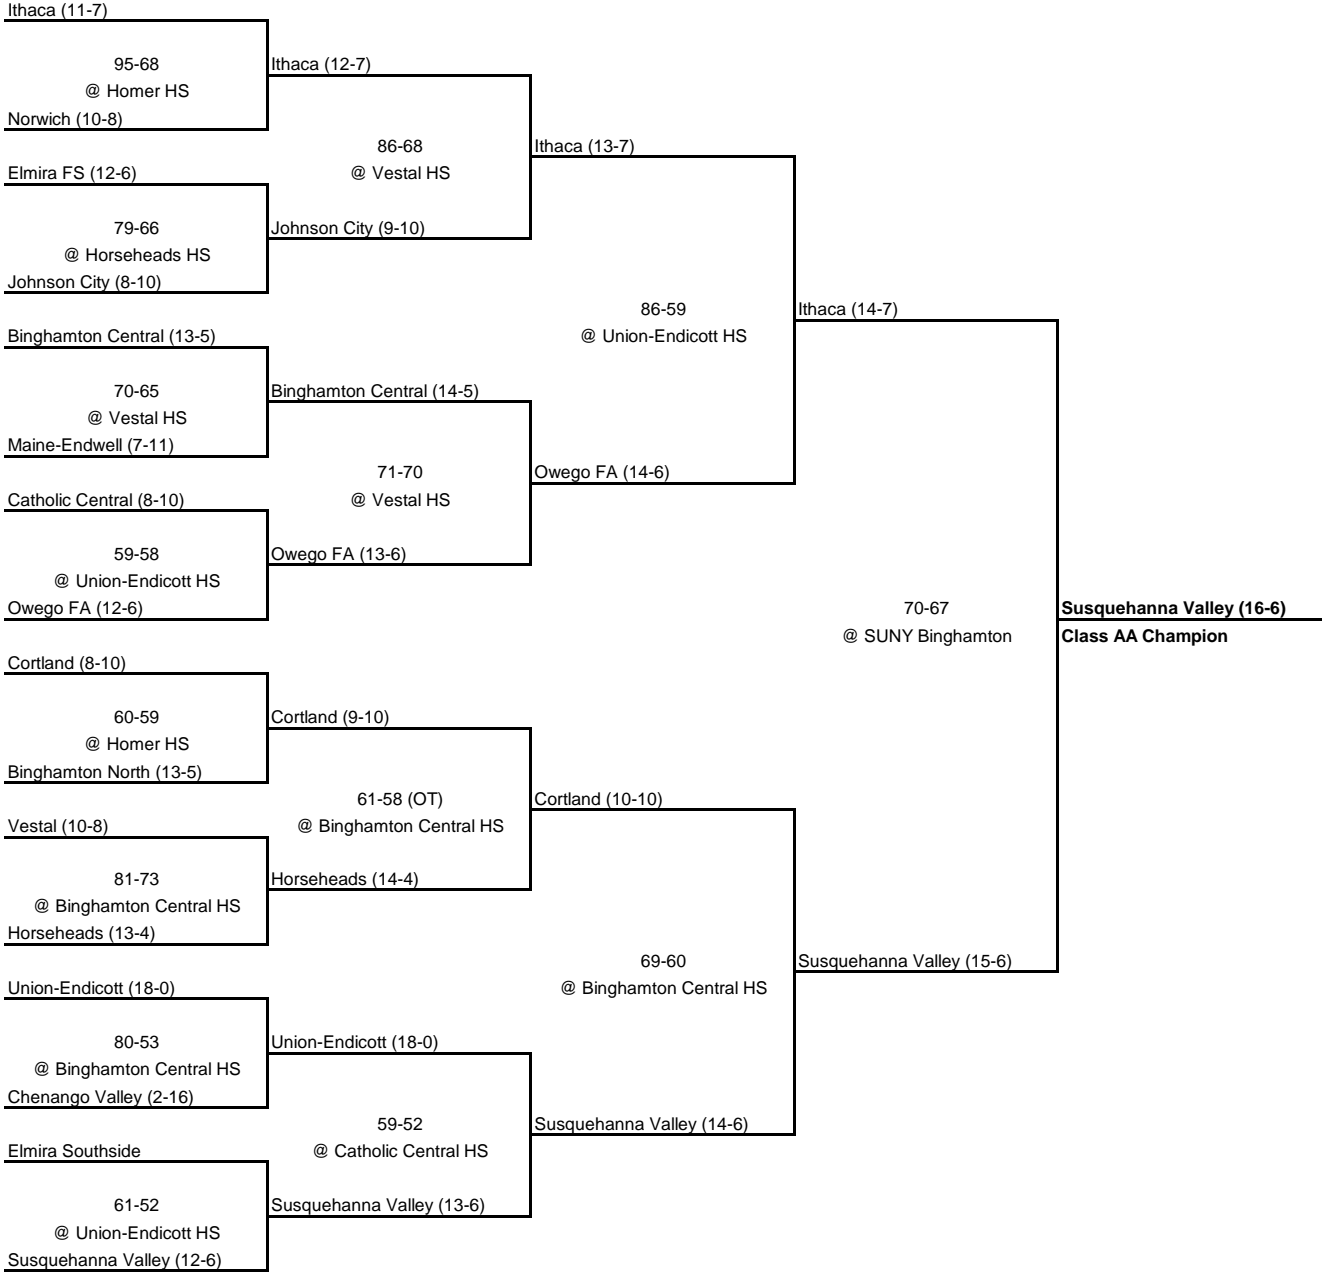 Ithaca (11-7)
95-68
@ Homer HS
Norwich (10-8)
Elmira FS (12-6)
79-66
@ Horseheads HS
Johnson City (8-10)
Binghamton Central (13-5)
70-65
@ Vestal HS
Maine-Endwell (7-11)
Catholic Central (8-10)
59-58
@ Union-Endicott HS
Owego FA (12-6)
Cortland (8-10)
60-59
@ Homer HS
Binghamton North (13-5)
Vestal (10-8)
81-73
@ Binghamton Central HS
Horseheads (13-4)
Union-Endicott (18-0)
80-53
@ Binghamton Central HS
Chenango Valley (2-16)
Elmira Southside
61-52
@ Union-Endicott HS
Susquehanna Valley (12-6)
Ithaca (12-7)
86-68
@ Vestal HS
Johnson City (9-10)
Binghamton Central (14-5)
71-70
@ Vestal HS
Owego FA (13-6)
Cortland (9-10)
61-58 (OT)
@ Binghamton Central HS
Horseheads (14-4)
Union-Endicott (18-0)
59-52
@ Catholic Central HS
Susquehanna Valley (13-6)
Ithaca (13-7)
86-59
@ Union-Endicott HS
Owego FA (14-6)
Cortland (10-10)
69-60
@ Binghamton Central HS
Susquehanna Valley (14-6)
Ithaca (14-7)
70-67
@ SUNY Binghamton
Susquehanna Valley (15-6)
Susquehanna Valley (16-6)
Class AA Champion